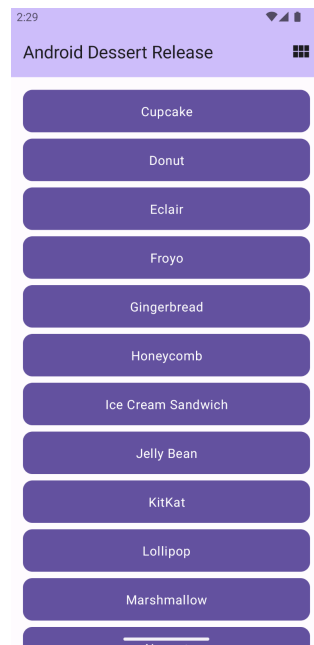 2:29
Android Dessert Release
Cupcake
Donut
Eclair
Froyo
Gingerbread
Honeycomb
Ice Cream Sandwich
Jelly Bean
KitKat
Lollipop
Marshmallow